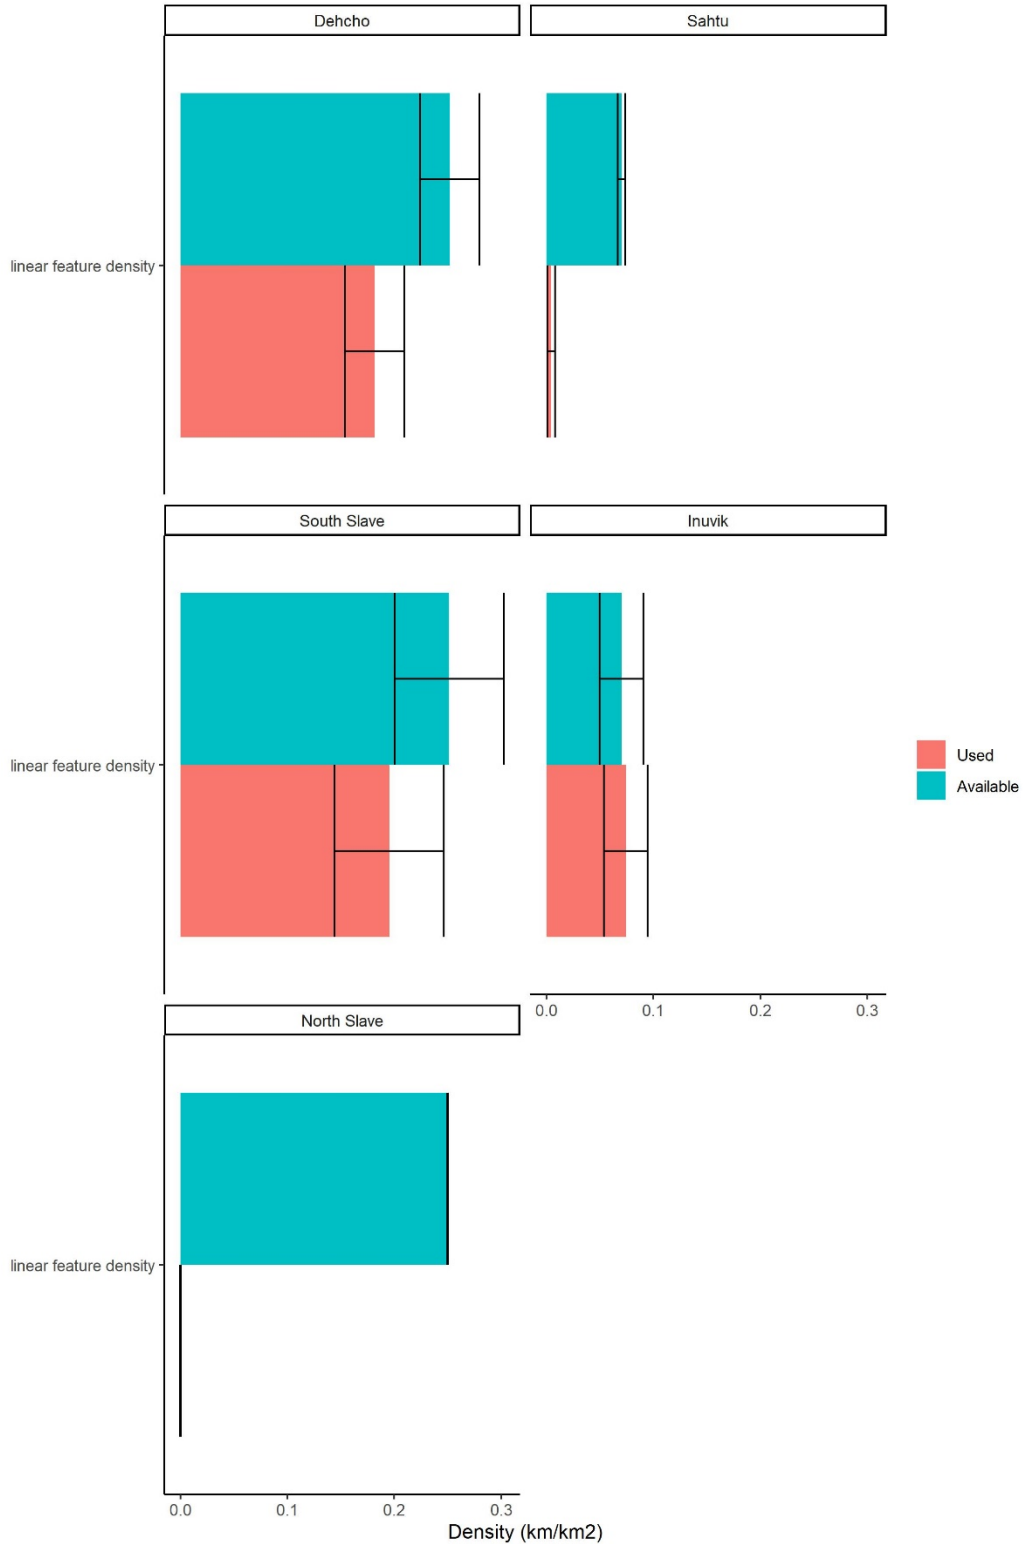 Dehcho
Sahtu
linear feature density
South Slave
Inuvik
linear feature density
Used
Available
0.0 0.1 0.2 0.3
North Slave
linear feature density
0.0 0.1 0.2 0.3
Density (km/km2)